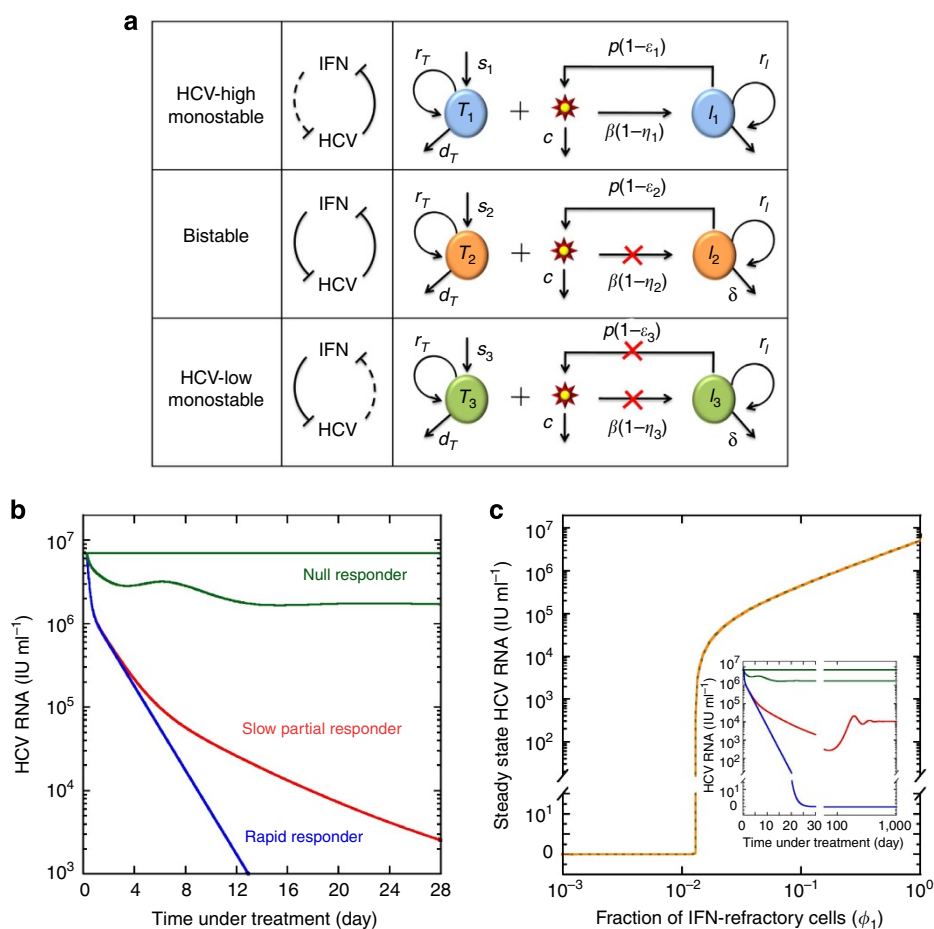 a
HCV-high
monostable
IFN
HCV
r_T
s_1
T_1
d_T
+
c
p(1−ε_1)
β(1−η_1)
I_1
r_I
Bistable
IFN
HCV
r_T
s_2
T_2
d_T
+
c
p(1−ε_2)
β(1−η_2)
I_2
r_I
δ
HCV-low
monostable
IFN
HCV
r_T
s_3
T_3
d_T
+
c
p(1−ε_3)
β(1−η_3)
I_3
r_I
δ
b
HCV RNA (IU ml⁻¹)
10⁷
10⁶
10⁵
10⁴
10³
0 4 8 12 16 20 24 28
Time under treatment (day)
Null responder
Slow partial responder
Rapid responder
c
Steady state HCV RNA (IU ml⁻¹)
10⁷
10⁶
10⁵
10⁴
10³
10²
10¹
0
10⁻³ 10⁻² 10⁻¹ 10⁰
Fraction of IFN-refractory cells (ϕ₁)
HCV RNA (IU ml⁻¹)
10⁷
10⁶
10⁵
10⁴
10³
10²
10¹
0
0 10 20 30 100 1,000
Time under treatment (day)